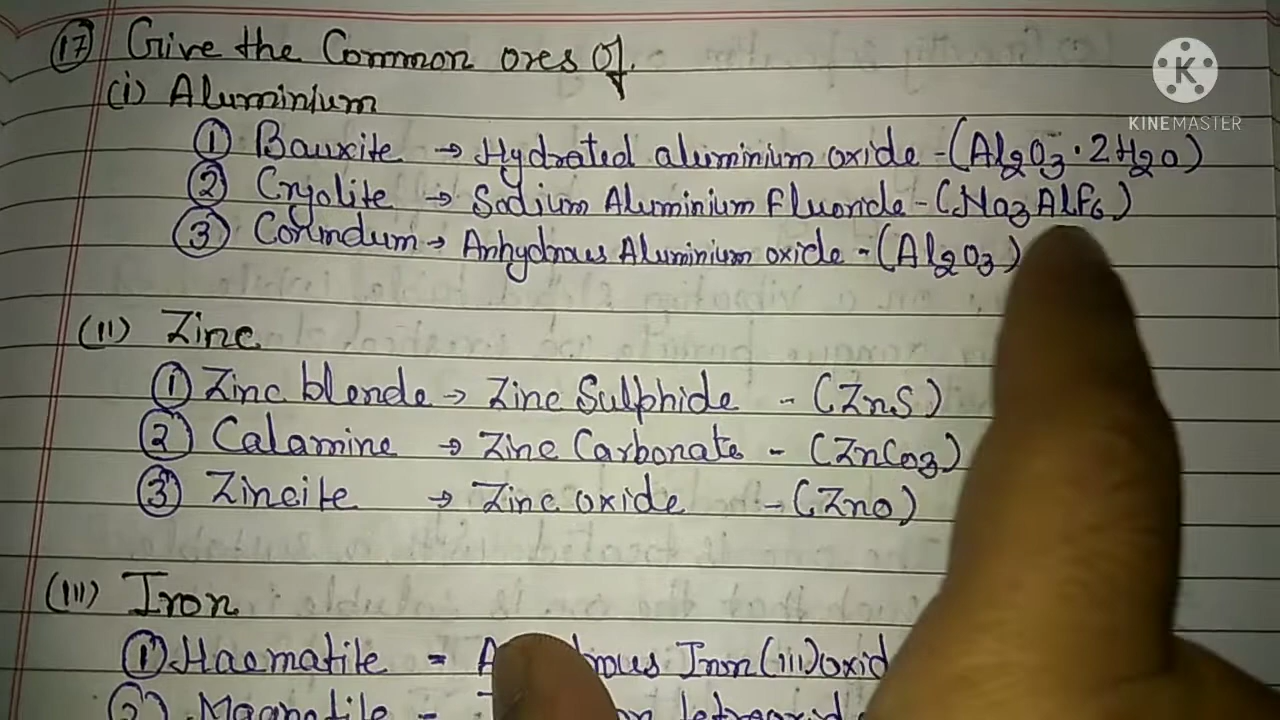 17 Give the Common ores Of.
(i) Aluminium
K
KINEMASTER
① Bauxite → Hydrated aluminium oxide - (Al2O3·2H2O)
② Cryolite → Sodium Aluminium Fluoride - (Na3AlF6)
③ Corundum → Anhydrous Aluminium oxide - (Al2O3)
(II) Zinc
① Zinc blende → Zinc Sulphide - (ZnS)
② Calamine → Zinc Carbonate - (ZnCo3)
③ Zincite → Zinc oxide - (Zno)
(III) Iron
① Haematite = Iron (III)
② Magnetite =